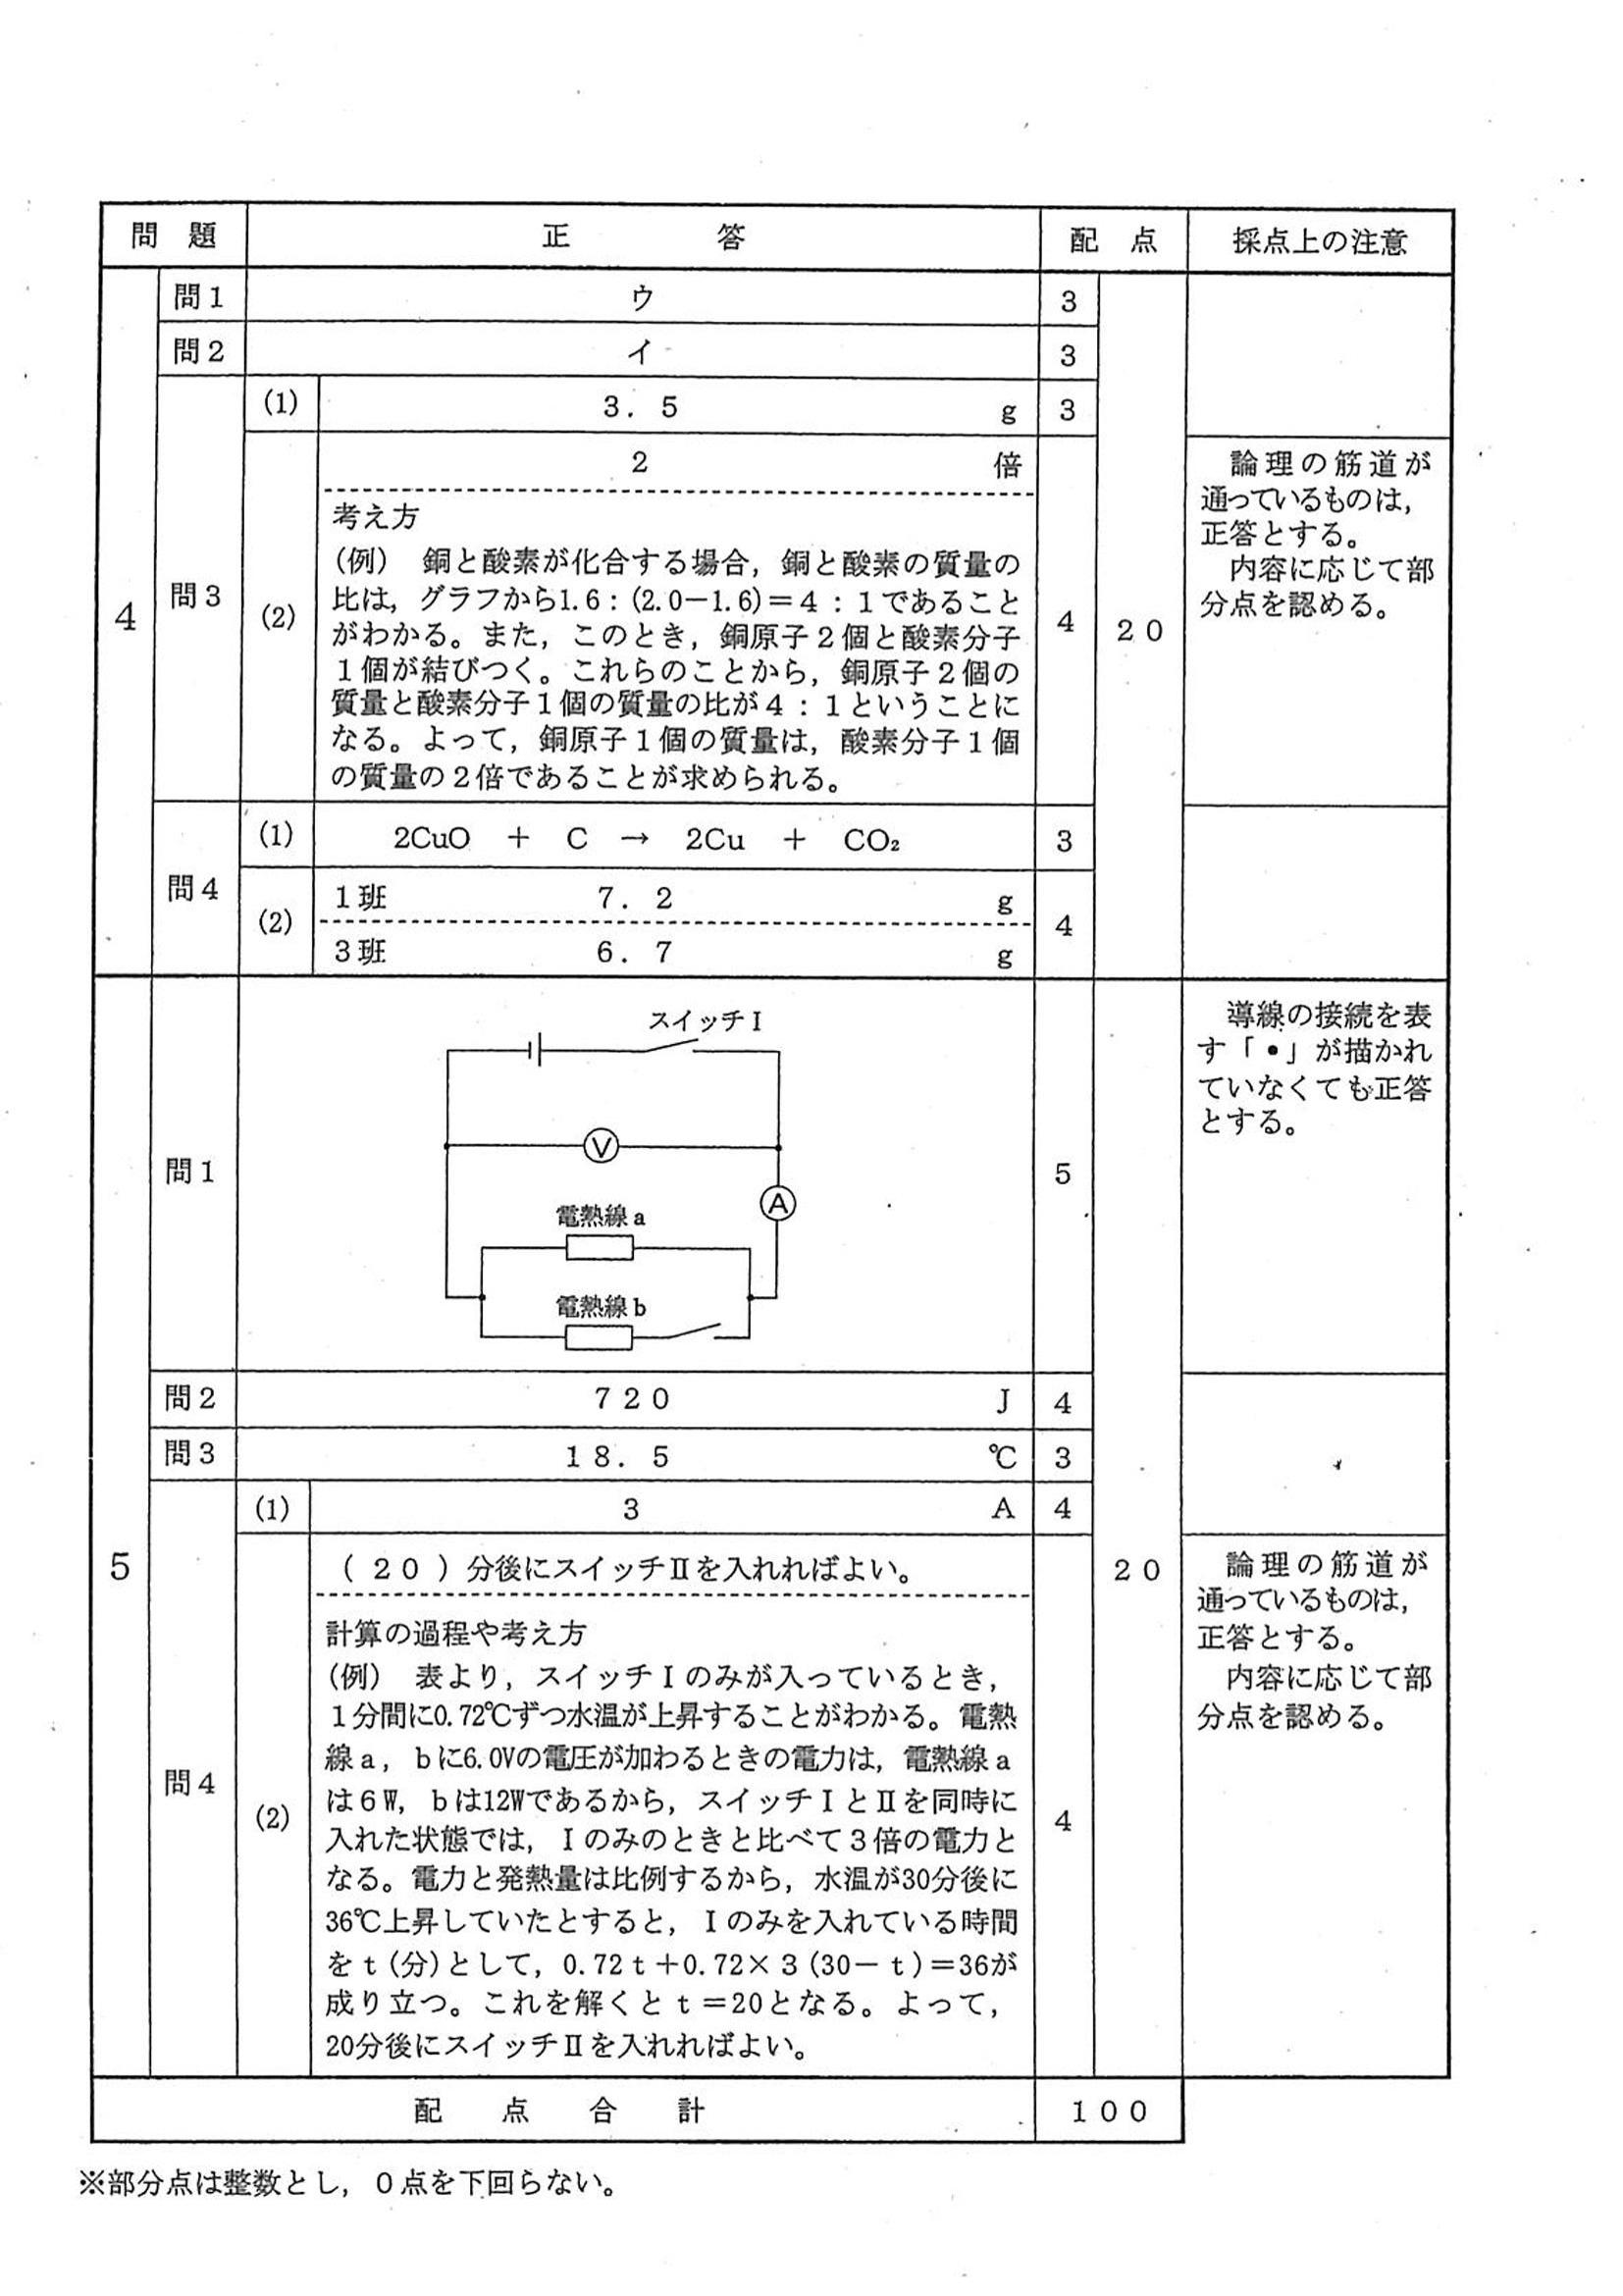 問 題 正 答 配 点 採点上の注意
4
問1 ウ 3
問2 イ 3
問3
(1) 3.5 g 3
(2)
2 倍
考え方
(例) 銅と酸素が化合する場合，銅と酸素の質量の
比は，グラフから1.6：(2.0－1.6)＝4：1であること
がわかる。また，このとき，銅原子2個と酸素分子
1個が結びつく。これらのことから，銅原子2個の
質量と酸素分子1個の質量の比が4：1ということに
なる。よって，銅原子1個の質量は，酸素分子1個
の質量の2倍であることが求められる。
4
20
論理の筋道が
通っているものは，
正答とする。
内容に応じて部
分点を認める。
問4
(1) 2CuO ＋ C → 2Cu ＋ CO₂ 3
(2)
1班 7.2 g
3班 6.7 g
4
5
問1
スイッチⅠ
V
A
電熱線a
電熱線b
5
導線の接続を表
す「•」が描かれ
ていなくても正答
とする。
問2 720 J 4
問3 18.5 ℃ 3
問4
(1) 3 A 4
(2)
(20)分後にスイッチⅡを入れればよい。
計算の過程や考え方
(例) 表より，スイッチⅠのみが入っているとき，
1分間に0.72℃ずつ水温が上昇することがわかる。電熱
線a，bに6.0Vの電圧が加わるときの電力は，電熱線a
は6W，bは12Wであるから，スイッチⅠとⅡを同時に
入れた状態では，Ⅰのみのときと比べて3倍の電力と
なる。電力と発熱量は比例するから，水温が30分後に
36℃上昇していたとすると，Ⅰのみを入れている時間
をt(分)として，0.72t＋0.72×3(30－t)＝36が
成り立つ。これを解くとt＝20となる。よって，
20分後にスイッチⅡを入れればよい。
4
20
論理の筋道が
通っているものは，
正答とする。
内容に応じて部
分点を認める。
配 点 合 計 100
※部分点は整数とし，0点を下回らない。